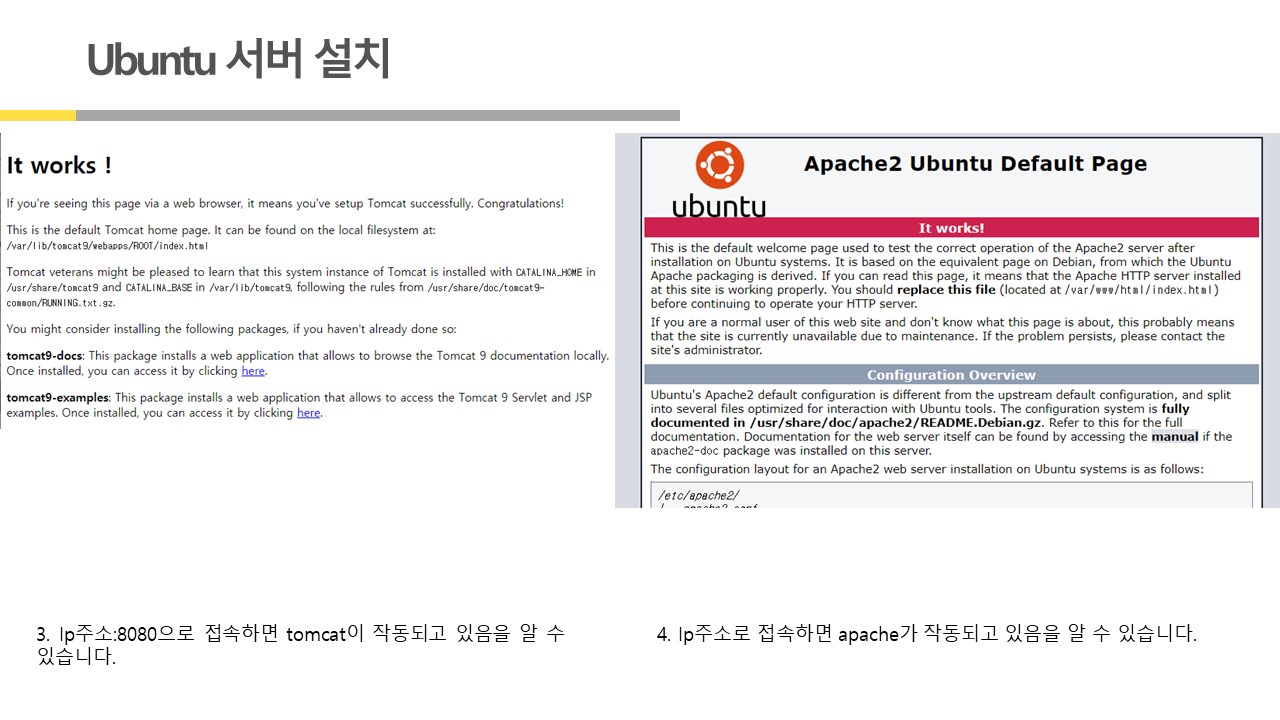 Ubuntu 서버 설치
It works !
If you're seeing this page via a web browser, it means you've setup Tomcat successfully. Congratulations!
This is the default Tomcat home page. It can be found on the local filesystem at:
/var/lib/tomcat9/webapps/ROOT/index.html
Tomcat veterans might be pleased to learn that this system instance of Tomcat is installed with CATALINA_HOME in
/usr/share/tomcat9 and CATALINA_BASE in /var/lib/tomcat9, following the rules from /usr/share/doc/tomcat9-
common/RUNNING.txt.gz.
You might consider installing the following packages, if you haven't already done so:
tomcat9-docs: This package installs a web application that allows to browse the Tomcat 9 documentation locally.
Once installed, you can access it by clicking here.
tomcat9-examples: This package installs a web application that allows to access the Tomcat 9 Servlet and JSP
examples. Once installed, you can access it by clicking here.
3. Ip주소:8080으로 접속하면 tomcat이 작동되고 있음을 알 수
있습니다.
ubuntu
Apache2 Ubuntu Default Page
It works!
This is the default welcome page used to test the correct operation of the Apache2 server after
installation on Ubuntu systems. It is based on the equivalent page on Debian, from which the Ubuntu
Apache packaging is derived. If you can read this page, it means that the Apache HTTP server installed
at this site is working properly. You should replace this file (located at /var/www/html/index.html)
before continuing to operate your HTTP server.
If you are a normal user of this web site and don't know what this page is about, this probably means
that the site is currently unavailable due to maintenance. If the problem persists, please contact the
site's administrator.
Configuration Overview
Ubuntu's Apache2 default configuration is different from the upstream default configuration, and split
into several files optimized for interaction with Ubuntu tools. The configuration system is fully
documented in /usr/share/doc/apache2/README.Debian.gz. Refer to this for the full
documentation. Documentation for the web server itself can be found by accessing the manual if the
apache2-doc package was installed on this server.
The configuration layout for an Apache2 web server installation on Ubuntu systems is as follows:
/etc/apache2/
4. Ip주소로 접속하면 apache가 작동되고 있음을 알 수 있습니다.